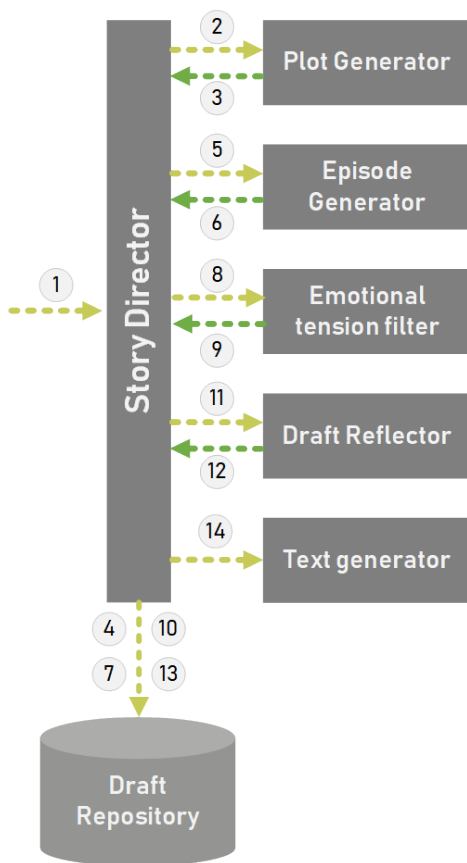 2
Plot Generator
3
5
Episode
Generator
6
1
Story Director
8
Emotional
tension filter
9
11
Draft Reflector
12
14
Text generator
4 10
7 13
Draft
Repository